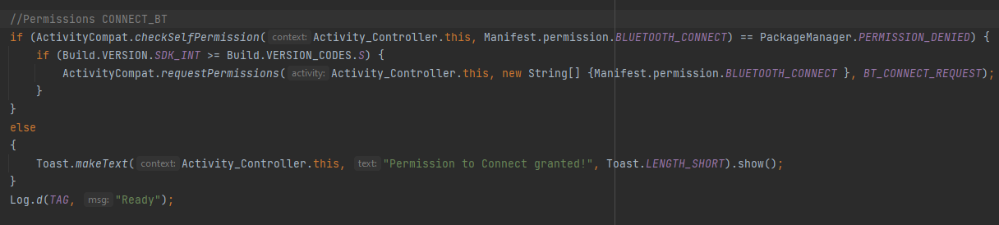 //Permissions CONNECT_BT
if (ActivityCompat.checkSelfPermission( context: Activity_Controller.this, Manifest.permission.BLUETOOTH_CONNECT) == PackageManager.PERMISSION_DENIED) {
if (Build.VERSION.SDK_INT >= Build.VERSION_CODES.S) {
ActivityCompat.requestPermissions( activity: Activity_Controller.this, new String[] {Manifest.permission.BLUETOOTH_CONNECT }, BT_CONNECT_REQUEST);
}
}
else
{
Toast.makeText( context: Activity_Controller.this, text: "Permission to Connect granted!", Toast.LENGTH_SHORT).show();
}
Log.d(TAG, msg: "Ready");